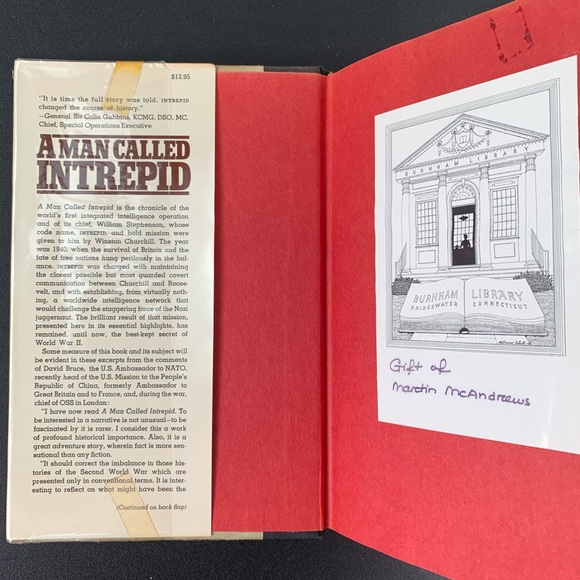 $12.95
"It is time the full story was told. INTREPID
changed the course of history."
—General Sir Colin Gubbins, KCMG, DSO, MC,
Chief, Special Operations Executive
A MAN CALLED
INTREPID
A Man Called Intrepid is the chronicle of the
world's first integrated intelligence operation
and of its chief, William Stephenson, whose
code name, INTREPID, and bold mission were
given to him by Winston Churchill. The year
was 1940, when the survival of Britain and the
fate of free nations hung perilously in the bal-
ance. INTREPID was charged with maintaining
the closest possible but most guarded covert
communication between Churchill and Roose-
velt, and with establishing, from virtually noth-
ing, a worldwide intelligence network that
would challenge the staggering force of the Nazi
juggernaut. The brilliant result of that mission,
presented here in its essential highlights, has
remained, until now, the best-kept secret of
World War II.
Some measure of this book and its subject will
be evident in these excerpts from the comments
of David Bruce, the U.S. Ambassador to NATO,
recently head of the U.S. Mission to the People's
Republic of China, formerly Ambassador to
Great Britain and to France, and, during the war,
chief of OSS in London:
"I have now read A Man Called Intrepid. To
be interested in a narrative is not unusual—to be
fascinated by it is rarer. I consider this a work
of profound historical importance. Also, it is a
great adventure story, wherein fact is more sen-
sational than any fiction.
"It should correct the imbalance in those his-
tories of the Second World War which are
presented only in conventional terms. It is inter-
esting to reflect on what might have been the
(Continued on back flap)
BURNHAM LIBRARY
BURNHAM LIBRARY
BRIDGEWATER CONNECTICUT
Gift of
Martin McAndrews